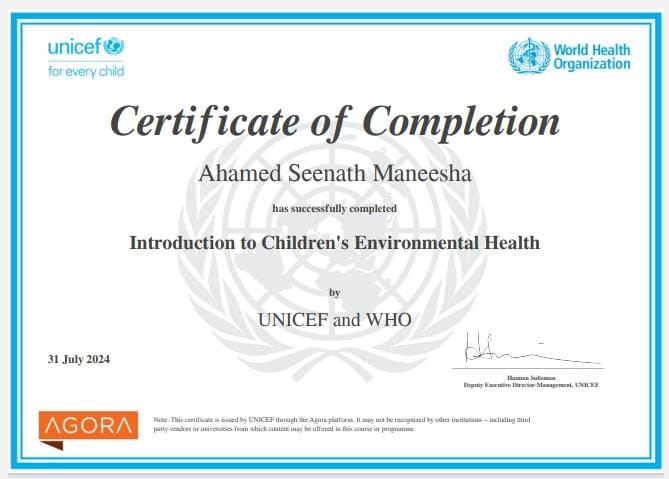 unicef
for every child
World Health
Organization
Certificate of Completion
Ahamed Seenath Maneesha
has successfully completed
Introduction to Children's Environmental Health
by
UNICEF and WHO
31 July 2024
Hannan Sulieman
Deputy Executive Director-Management, UNICEF
AGORA
Note: This certificate is issued by UNICEF through the Agora platform. It may not be recognized by other institutions – including third
party vendors or universities from which content may be offered in this course or programme.